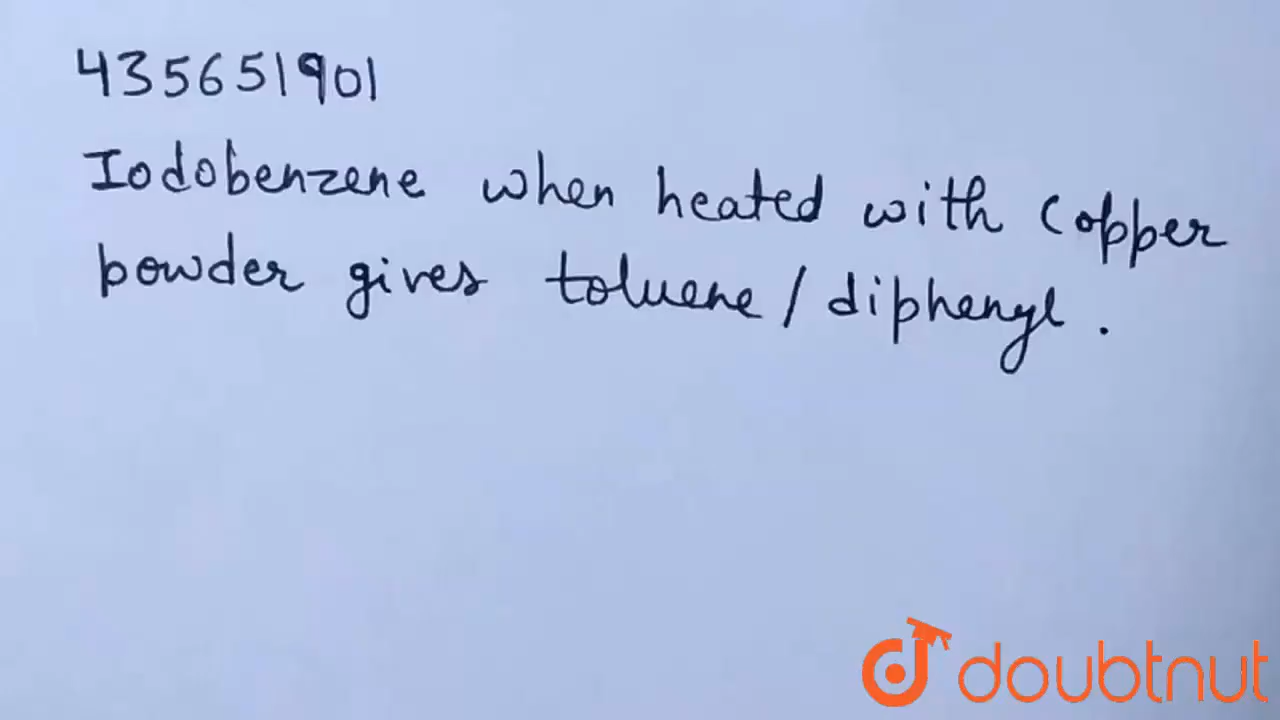 435651901
Iodobenzene when heated with Copper
powder gives toluene / diphenyl .
doubtnut